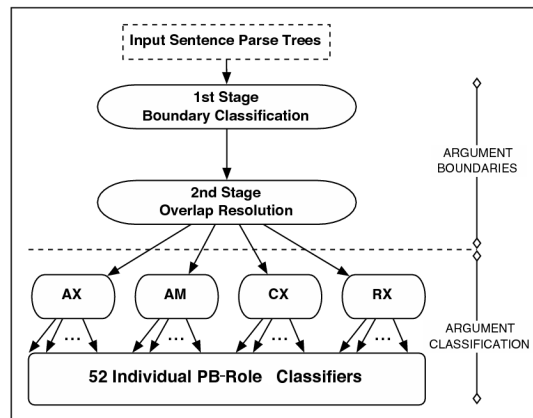 Input Sentence Parse Trees
1st Stage
Boundary Classification
ARGUMENT
BOUNDARIES
2nd Stage
Overlap Resolution
AX AM CX RX
... ... ... ...
ARGUMENT
CLASSIFICATION
52 Individual PB-Role Classifiers